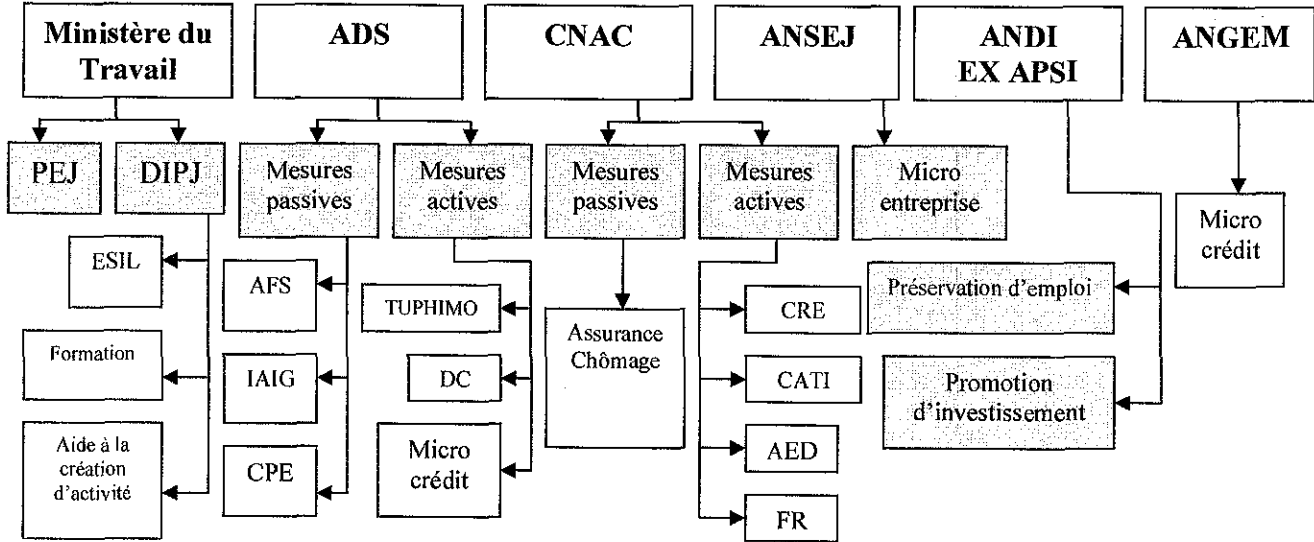 Ministère du
Travail
ADS
CNAC
ANSEJ
ANDI
EX APSI
ANGEM
PEJ
DIPJ
Mesures
passives
Mesures
actives
Mesures
passives
Mesures
actives
Micro
entreprise
Micro
crédit
ESIL
Formation
Aide à la
création
d'activité
AFS
IAIG
CPE
TUPHIMO
DC
Micro
crédit
Assurance
Chômage
CRE
CATI
AED
FR
Préservation d'emploi
Promotion
d'investissement